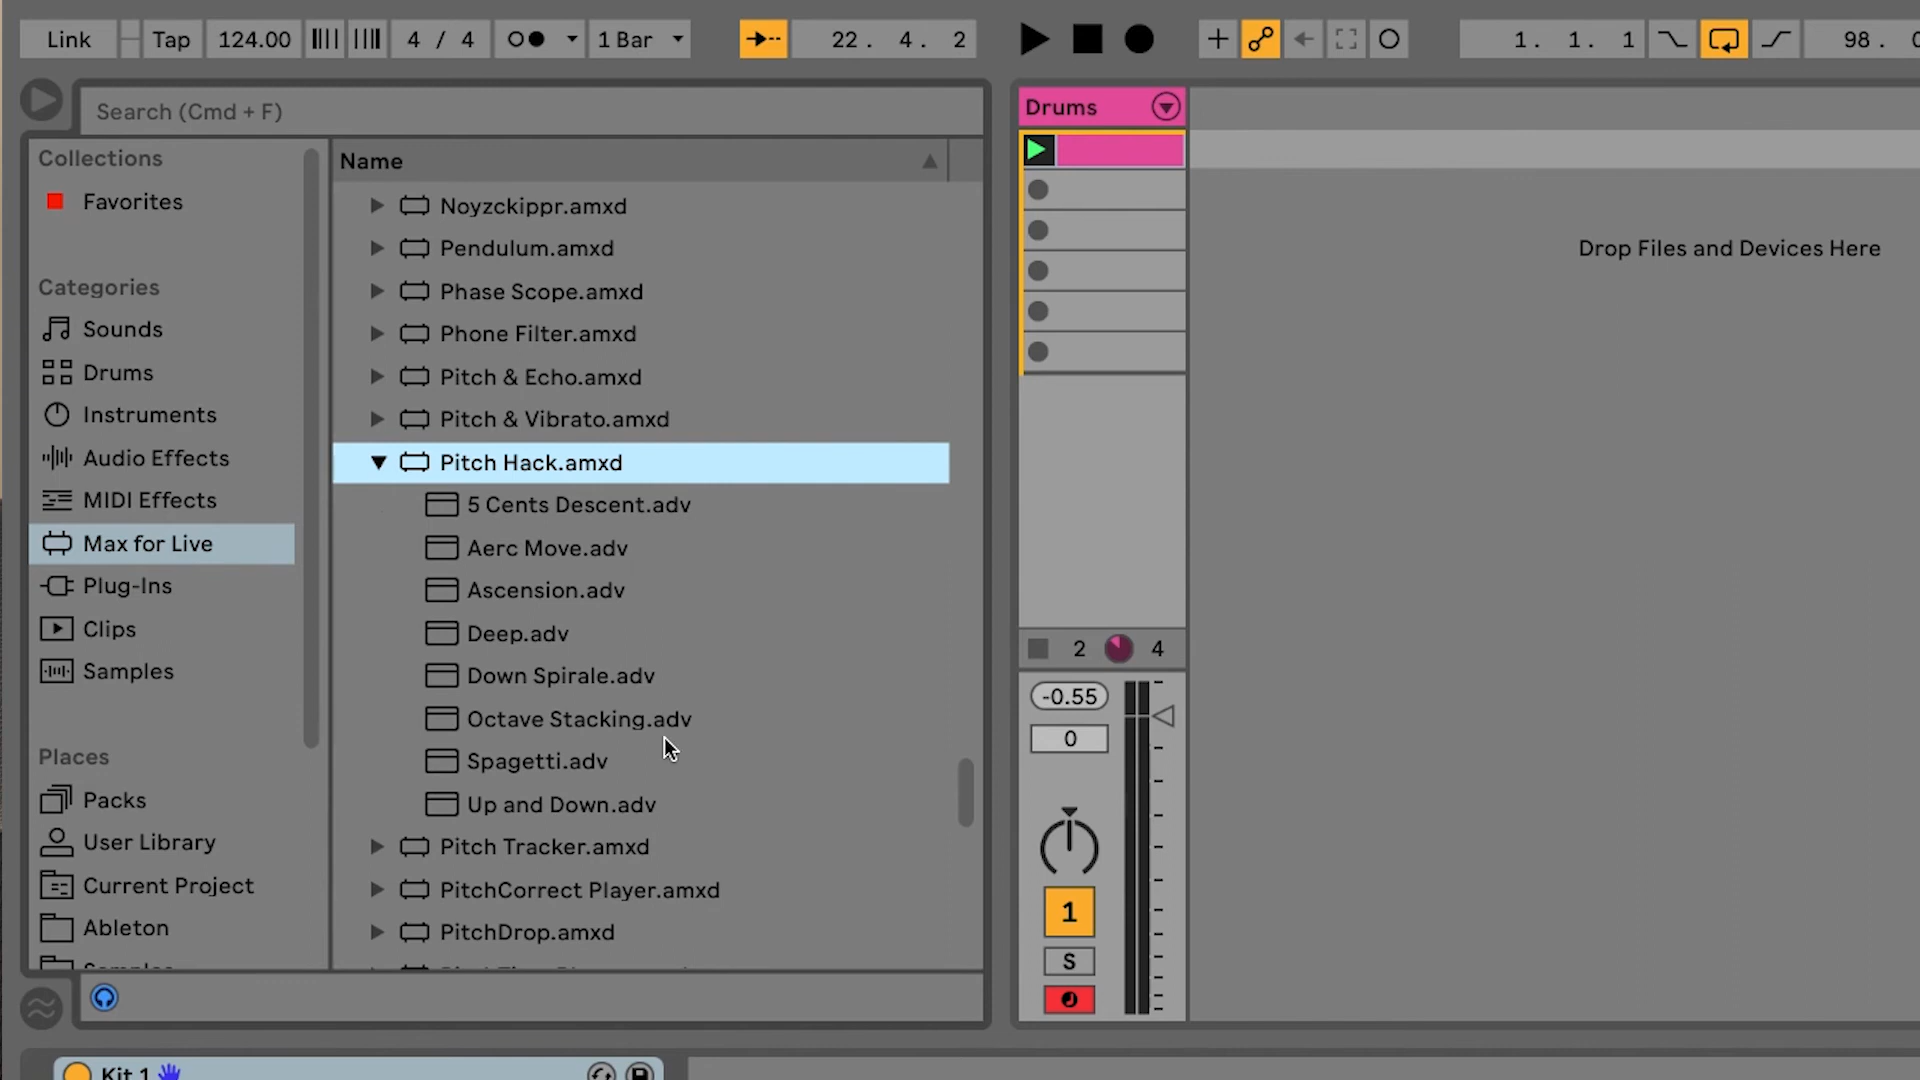 Link Tap 124.00 4 / 4 1 Bar 22. 4. 2 1. 1. 1 98.
Search (Cmd + F)
Collections
Favorites
Categories
Sounds
Drums
Instruments
Audio Effects
MIDI Effects
Max for Live
Plug-Ins
Clips
Samples
Places
Packs
User Library
Current Project
Ableton
Name
Noyzckippr.amxd
Pendulum.amxd
Phase Scope.amxd
Phone Filter.amxd
Pitch & Echo.amxd
Pitch & Vibrato.amxd
Pitch Hack.amxd
5 Cents Descent.adv
Aerc Move.adv
Ascension.adv
Deep.adv
Down Spirale.adv
Octave Stacking.adv
Spagetti.adv
Up and Down.adv
Pitch Tracker.amxd
PitchCorrect Player.amxd
PitchDrop.amxd
Drums
2 4
-0.55
0
1
S
Drop Files and Devices Here
Kit 1